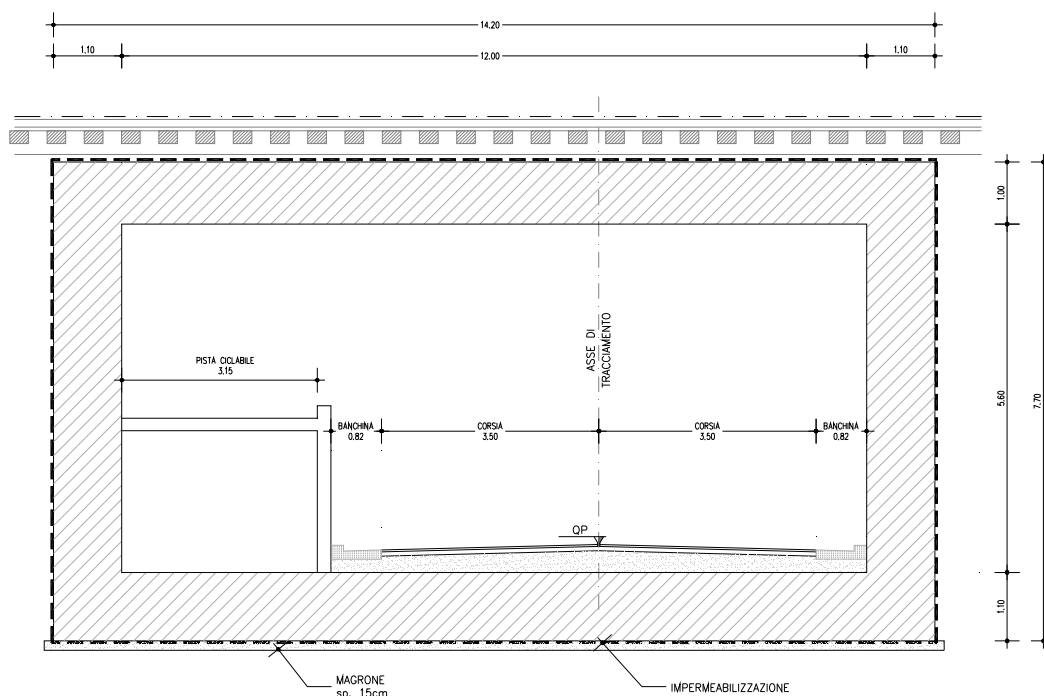 14.20
1.10
12.00
1.10
1.00
ASSE DI
TRACCIAMENTO
PISTA CICLABILE
3.15
5.60
7.70
BANCHINA
0.82
CORSIA
3.50
CORSIA
3.50
BANCHINA
0.82
QP
1.10
MAGRONE
sp. 15cm
IMPERMEABILIZZAZIONE